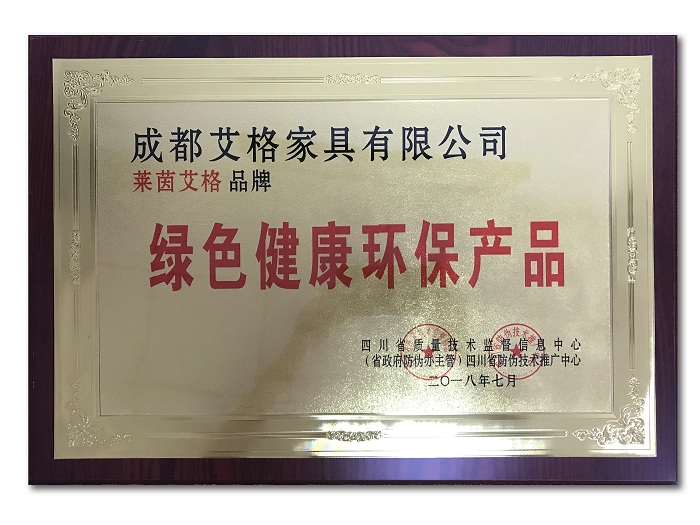 成都艾格家具有限公司
莱茵艾格 品牌
绿色健康环保产品
四川省质量技术监督信息中心
（省政府防伪办主管）四川省防伪技术推广中心
二〇一八年七月